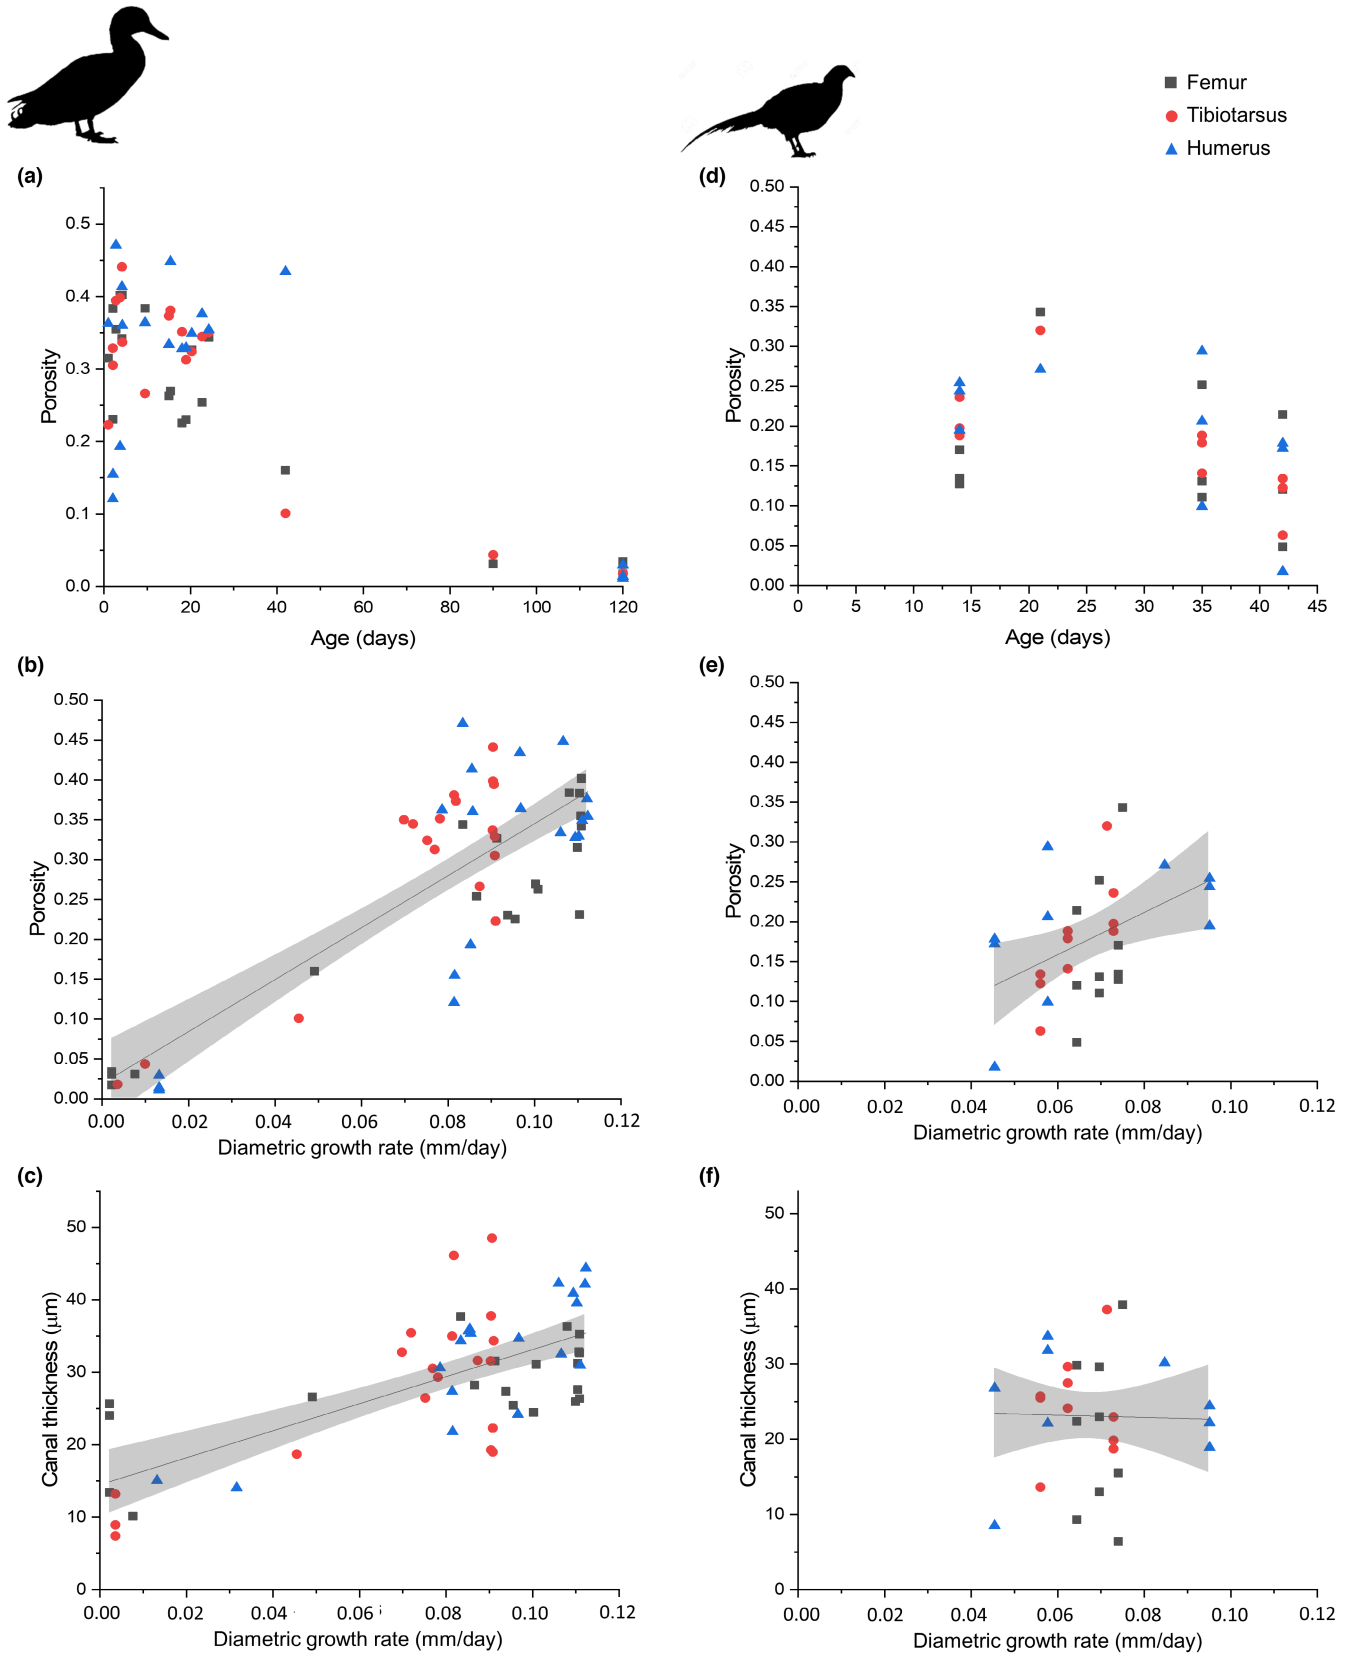 Femur
Tibiotarsus
Humerus
(a)
0.5
0.4
0.3
0.2
0.1
0.0
Porosity
0 20 40 60 80 100 120
Age (days)
(d)
0.50
0.45
0.40
0.35
0.30
0.25
0.20
0.15
0.10
0.05
0.00
Porosity
0 5 10 15 20 25 30 35 40 45
Age (days)
(b)
0.50
0.45
0.40
0.35
0.30
0.25
0.20
0.15
0.10
0.05
0.00
Porosity
0.00 0.02 0.04 0.06 0.08 0.10 0.12
Diametric growth rate (mm/day)
(e)
0.50
0.45
0.40
0.35
0.30
0.25
0.20
0.15
0.10
0.05
0.00
Porosity
0.00 0.02 0.04 0.06 0.08 0.10 0.12
Diametric growth rate (mm/day)
(c)
50
40
30
20
10
0
Canal thickness (μm)
0.00 0.02 0.04 0.06 0.08 0.10 0.12
Diametric growth rate (mm/day)
(f)
50
40
30
20
10
0
Canal thickness (μm)
0.00 0.02 0.04 0.06 0.08 0.10 0.12
Diametric growth rate (mm/day)